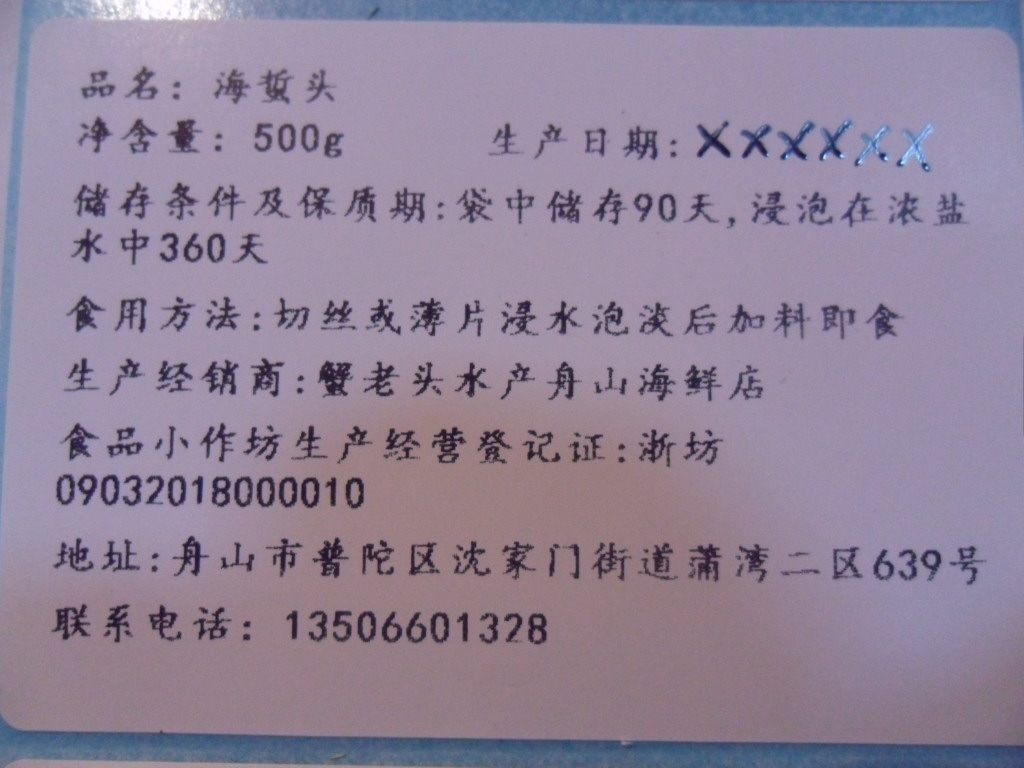 品名: 海蜇头
净含量: 500g 生产日期: XXXXXX
储存条件及保质期:袋中储存90天,浸泡在浓盐
水中360天
食用方法:切丝或薄片浸水泡淡后加料即食
生产经销商:蟹老头水产舟山海鲜店
食品小作坊生产经营登记证:浙坊
09032018000010
地址:舟山市普陀区沈家门街道蒲湾二区639号
联系电话: 13506601328